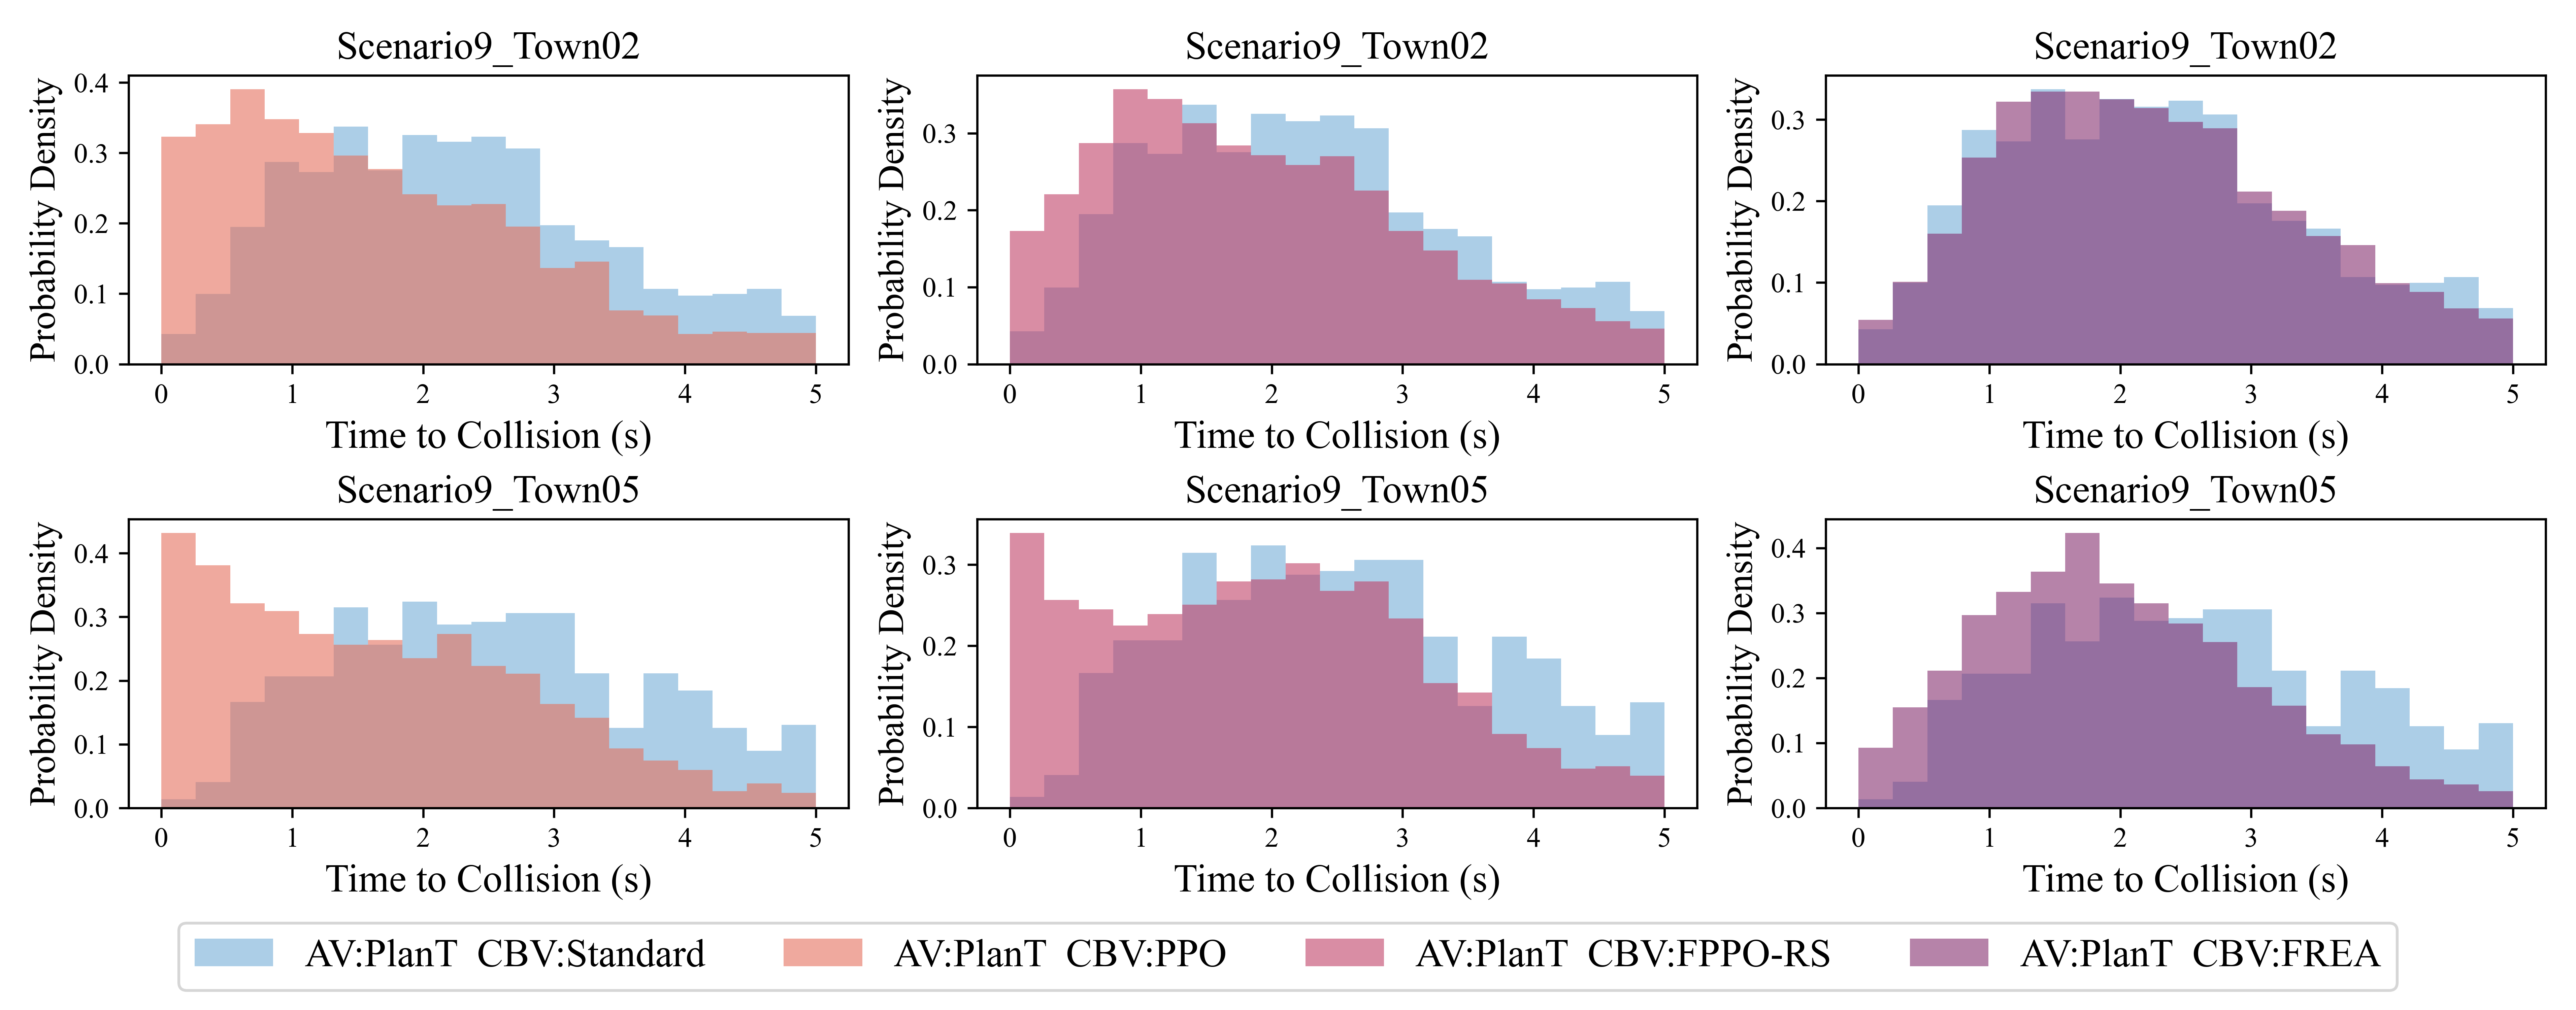 Scenario9_Town02
Scenario9_Town02
Scenario9_Town02
Probability Density
0.4
0.3
0.2
0.1
0.0
0 1 2 3 4 5
Time to Collision (s)
Probability Density
0.3
0.2
0.1
0.0
0 1 2 3 4 5
Time to Collision (s)
Probability Density
0.3
0.2
0.1
0.0
0 1 2 3 4 5
Time to Collision (s)
Scenario9_Town05
Scenario9_Town05
Scenario9_Town05
Probability Density
0.4
0.3
0.2
0.1
0.0
0 1 2 3 4 5
Time to Collision (s)
Probability Density
0.3
0.2
0.1
0.0
0 1 2 3 4 5
Time to Collision (s)
Probability Density
0.4
0.3
0.2
0.1
0.0
0 1 2 3 4 5
Time to Collision (s)
AV:PlanT CBV:Standard
AV:PlanT CBV:PPO
AV:PlanT CBV:FPPO-RS
AV:PlanT CBV:FREA